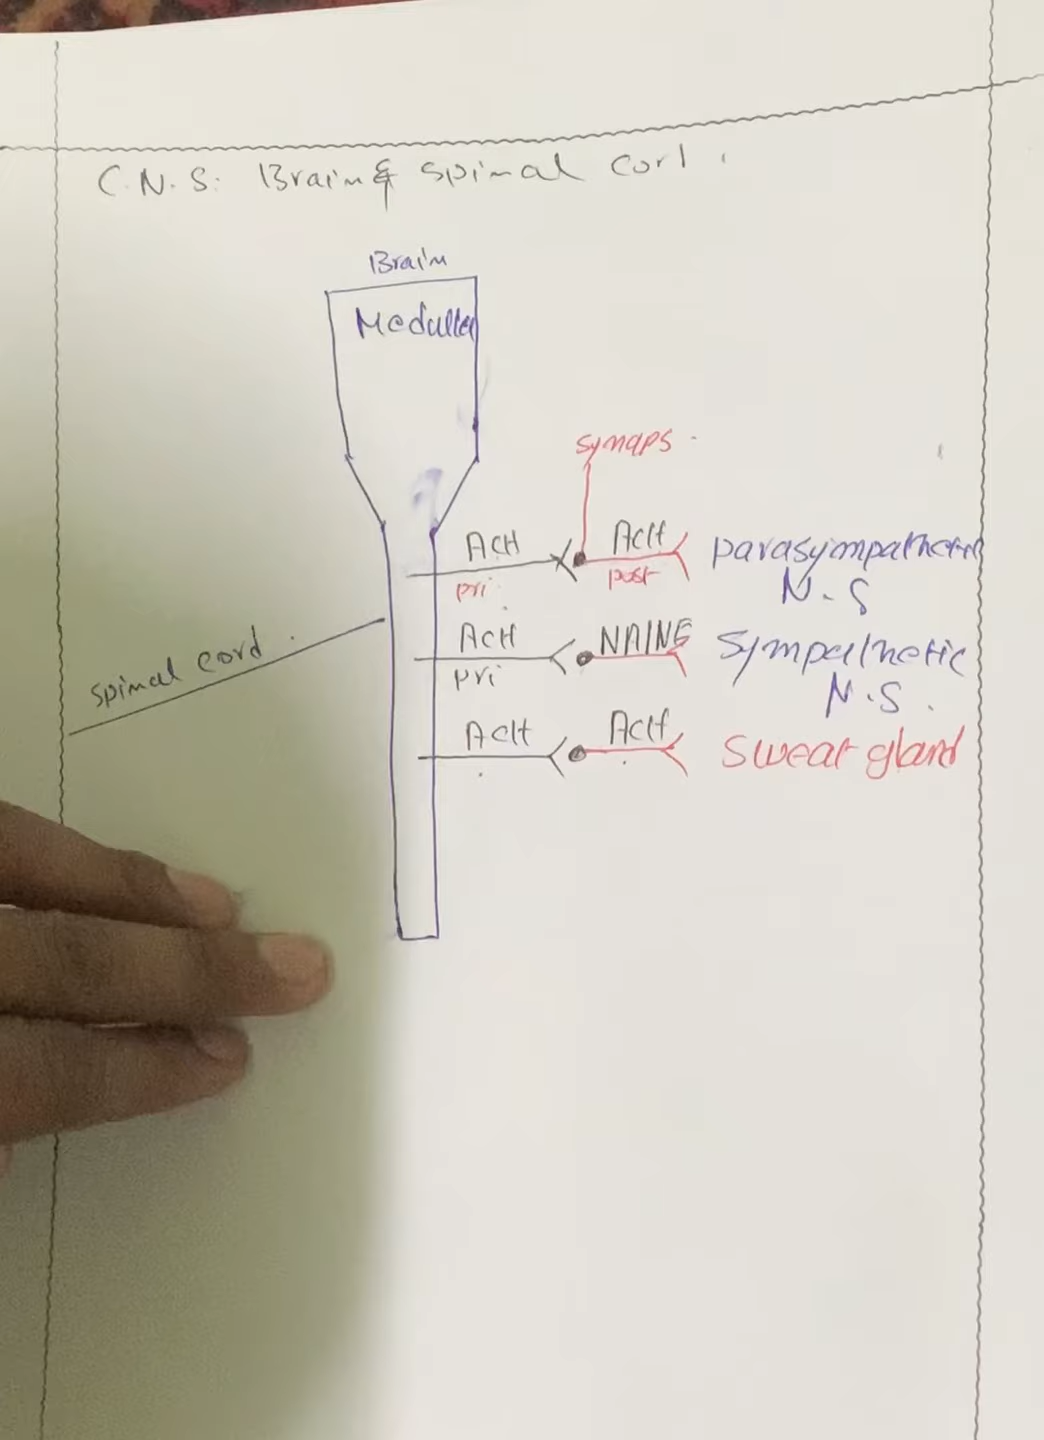 C.N.S: Brain & spinal corl.
Brain
Medulla
synaps
ACH ACH parasympathetic
pri post N.S
ACH NA/NE Sympathetic
pri N.S.
spinal cord
ACH ACH Sweat gland